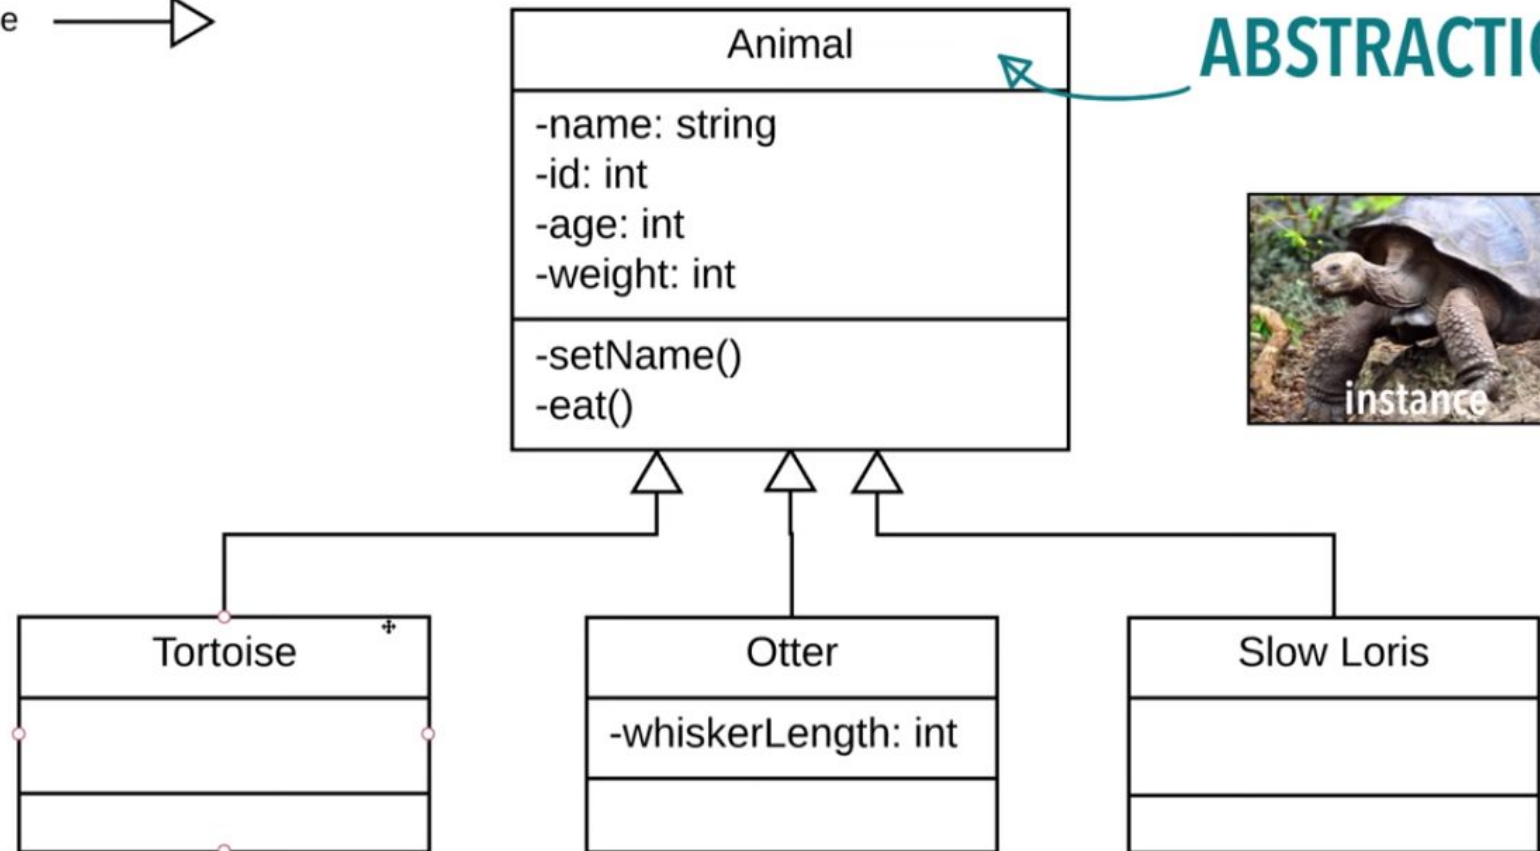 e
Animal
ABSTRACTI
-name: string
-id: int
-age: int
-weight: int
-setName()
-eat()
instance
Tortoise
Otter
Slow Loris
-whiskerLength: int